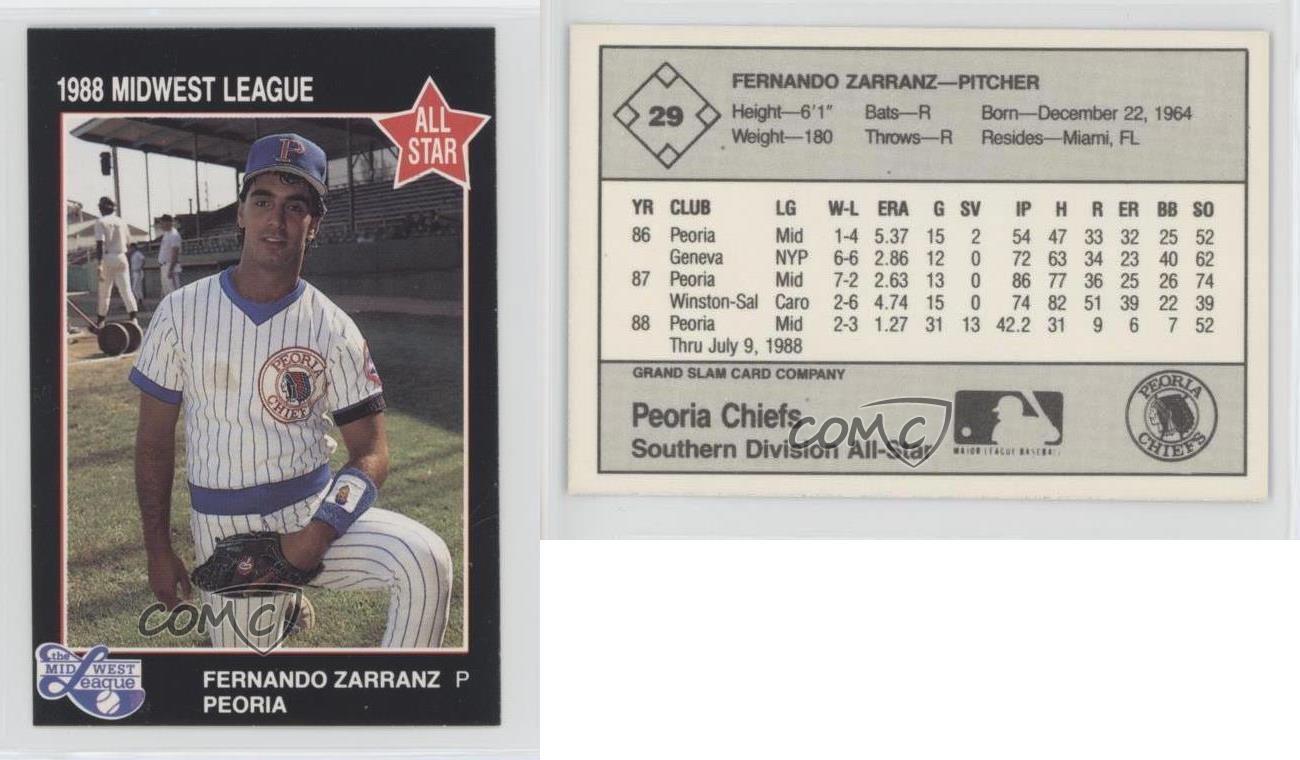 1988 MIDWEST LEAGUE
ALL
STAR
P
PEORIA
CHIEFS
COMC
the
MIDWEST
League
FERNANDO ZARRANZ P
PEORIA
29
FERNANDO ZARRANZ—PITCHER
Height—6'1" Bats—R Born—December 22, 1964
Weight—180 Throws—R Resides—Miami, FL
YR CLUB LG W-L ERA G SV IP H R ER BB SO
86 Peoria Mid 1-4 5.37 15 2 54 47 33 32 25 52
Geneva NYP 6-6 2.86 12 0 72 63 34 23 40 62
87 Peoria Mid 7-2 2.63 13 0 86 77 36 25 26 74
Winston-Sal Caro 2-6 4.74 15 0 74 82 51 39 22 39
88 Peoria Mid 2-3 1.27 31 13 42.2 31 9 6 7 52
Thru July 9, 1988
GRAND SLAM CARD COMPANY
Peoria Chiefs
Southern Division All-Star
COMC
MAJOR LEAGUE BASEBALL
PEORIA
CHIEFS